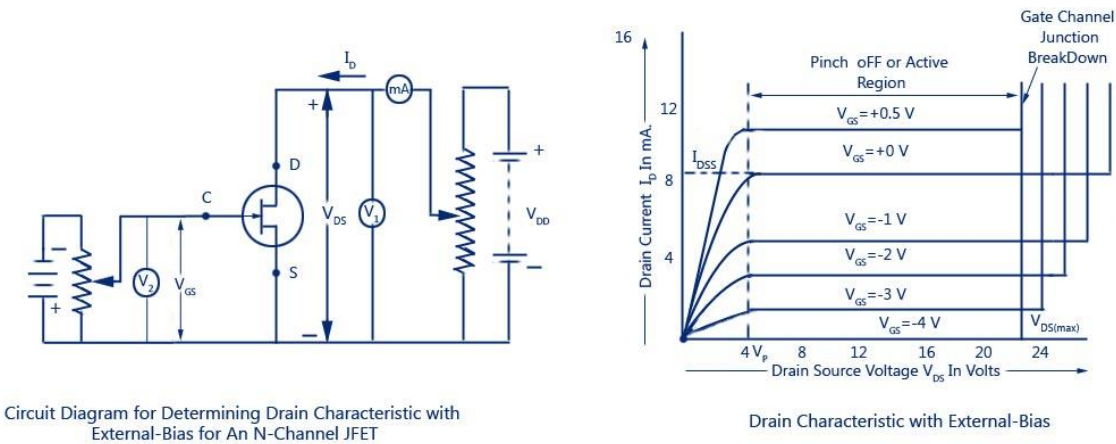 I_D
mA
+
D
C
S
V_DS
V_1
V_2
V_GS
−
+
−
+
V_DD
−
Circuit Diagram for Determining Drain Characteristic with
External-Bias for An N-Channel JFET
Gate Channel
Junction
BreakDown
16
Pinch oFF or Active
Region
12
V_GS=+0.5 V
V_GS=+0 V
I_DSS
8
V_GS=-1 V
V_GS=-2 V
4
V_GS=-3 V
V_GS=-4 V
V_DS(max)
Drain Current I_D In mA.
4 V_P 8 12 16 20 24
Drain Source Voltage V_DS In Volts
Drain Characteristic with External-Bias